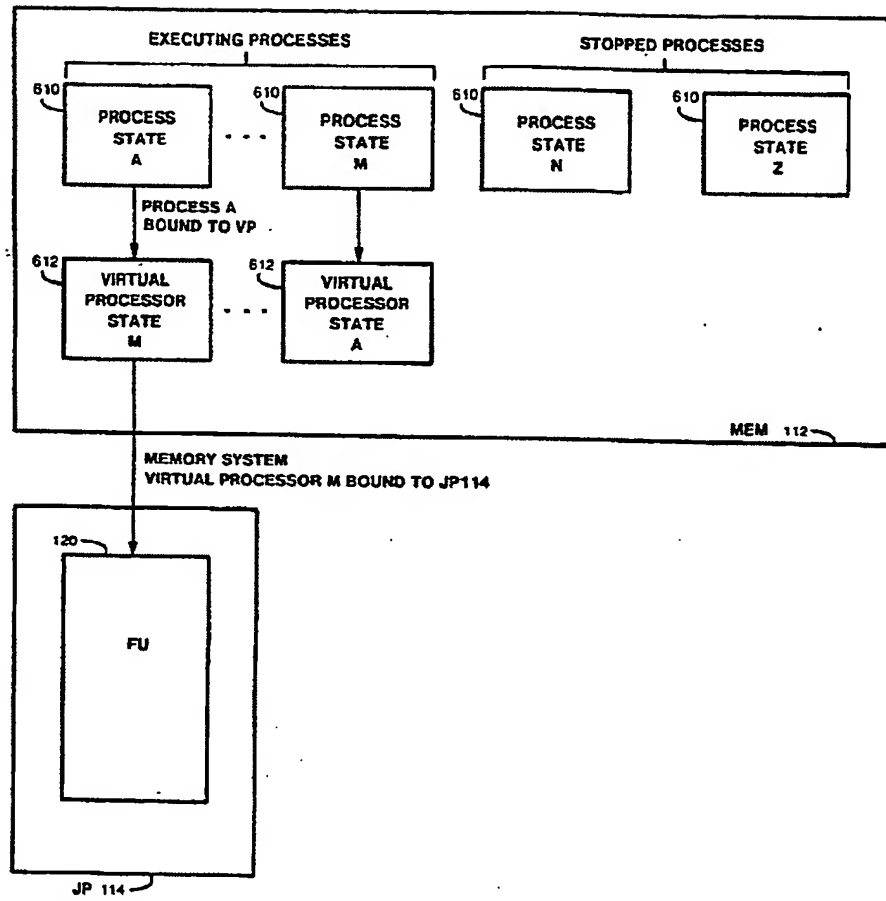 EXECUTING PROCESSES
STOPPED PROCESSES
610
PROCESS
STATE
A
610
PROCESS
STATE
M
610
PROCESS
STATE
N
610
PROCESS
STATE
Z
PROCESS A
BOUND TO VP
612
VIRTUAL
PROCESSOR
STATE
M
612
VIRTUAL
PROCESSOR
STATE
A
MEM 112
MEMORY SYSTEM
VIRTUAL PROCESSOR M BOUND TO JP114
120
FU
JP 114